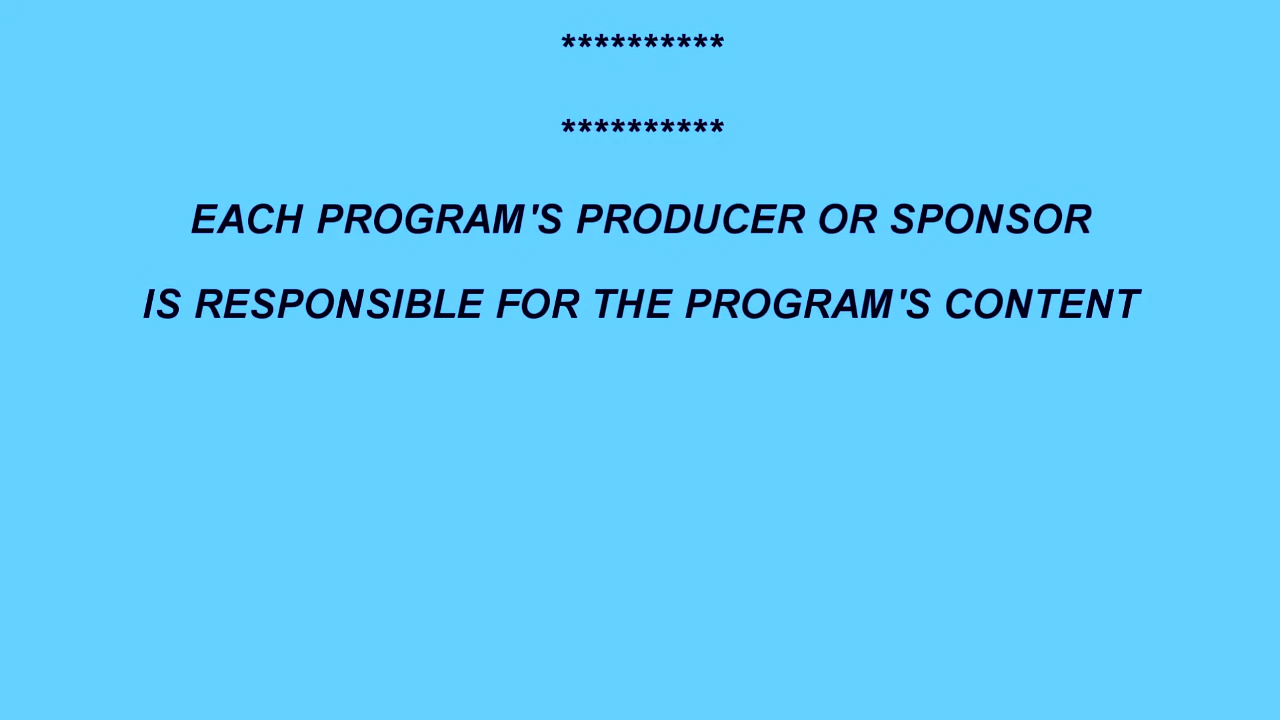 **********
**********
EACH PROGRAM'S PRODUCER OR SPONSOR
IS RESPONSIBLE FOR THE PROGRAM'S CONTENT